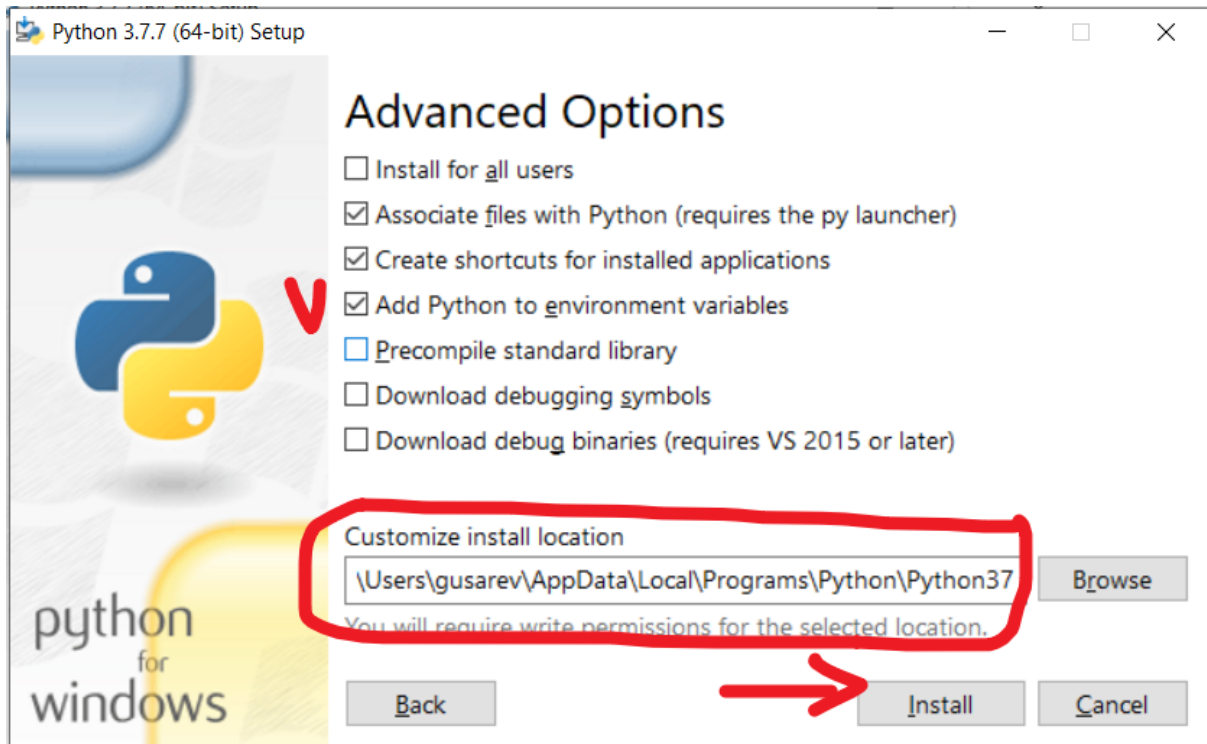 Python 3.7.7 (64-bit) Setup
Advanced Options
Install for all users
Associate files with Python (requires the py launcher)
Create shortcuts for installed applications
Add Python to environment variables
Precompile standard library
Download debugging symbols
Download debug binaries (requires VS 2015 or later)
Customize install location
\Users\gusarev\AppData\Local\Programs\Python\Python37
Browse
You will require write permissions for the selected location.
python
for
windows
Back
Install
Cancel